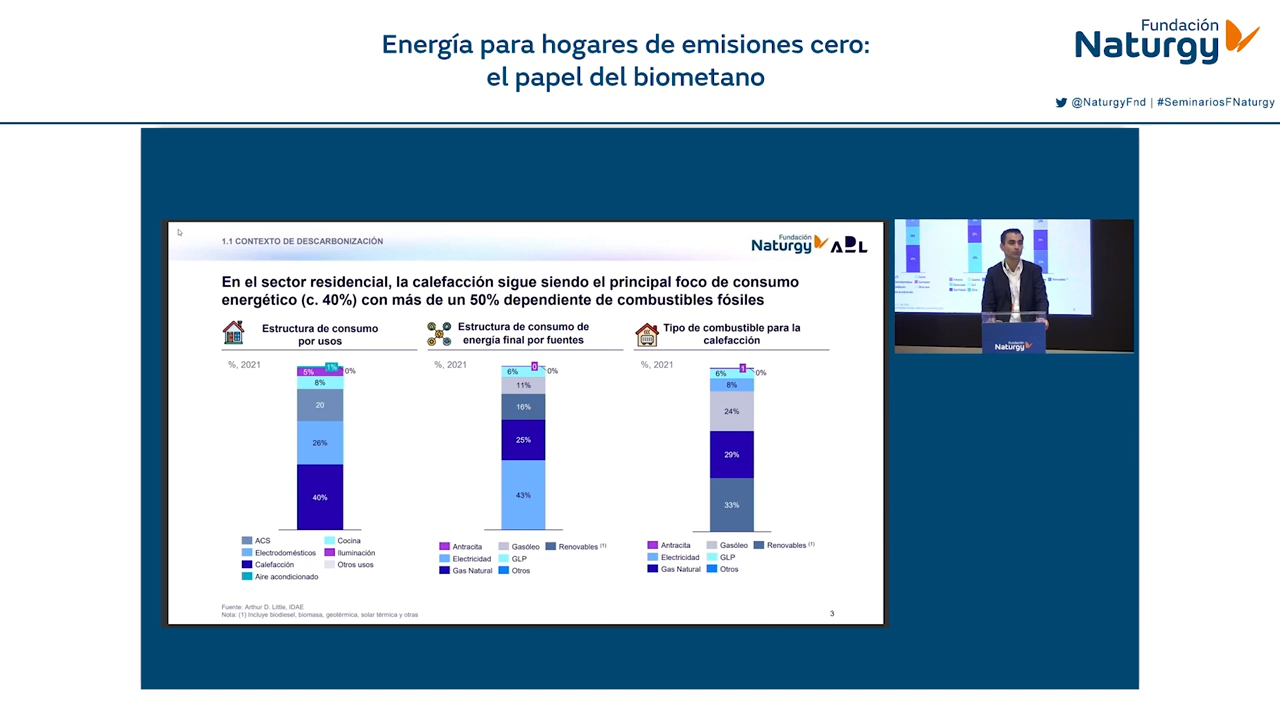 Energía para hogares de emisiones cero:
el papel del biometano
Fundación
Naturgy
@NaturgyFnd | #SeminariosFNaturgy
1.1 CONTEXTO DE DESCARBONIZACIÓN
Fundación
Naturgy
ADL
En el sector residencial, la calefacción sigue siendo el principal foco de consumo
energético (c. 40%) con más de un 50% dependiente de combustibles fósiles
Estructura de consumo
por usos
%, 2021
1%
5%
0%
8%
20
26%
40%
ACS
Cocina
Electrodomésticos
Iluminación
Calefacción
Otros usos
Aire acondicionado
Estructura de consumo de
energía final por fuentes
%, 2021
0
6%
0%
11%
16%
25%
43%
Antracita
Gasóleo
Renovables (1)
Electricidad
GLP
Gas Natural
Otros
Tipo de combustible para la
calefacción
%, 2021
1
6%
0%
8%
24%
29%
33%
Antracita
Gasóleo
Renovables (1)
Electricidad
GLP
Gas Natural
Otros
Fuente: Arthur D. Little, IDAE
Nota: (1) Incluye biodiesel, biomasa, geotérmica, solar térmica y otras
3
Fundación
Naturgy